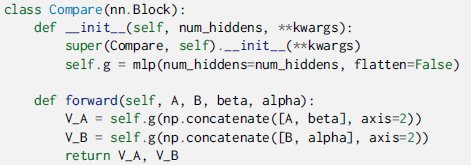 class Compare(nn.Block):
    def __init__(self, num_hiddens, **kwargs):
        super(Compare, self).__init__(**kwargs)
        self.g = mlp(num_hiddens=num_hiddens, flatten=False)

    def forward(self, A, B, beta, alpha):
        V_A = self.g(np.concatenate([A, beta], axis=2))
        V_B = self.g(np.concatenate([B, alpha], axis=2))
        return V_A, V_B